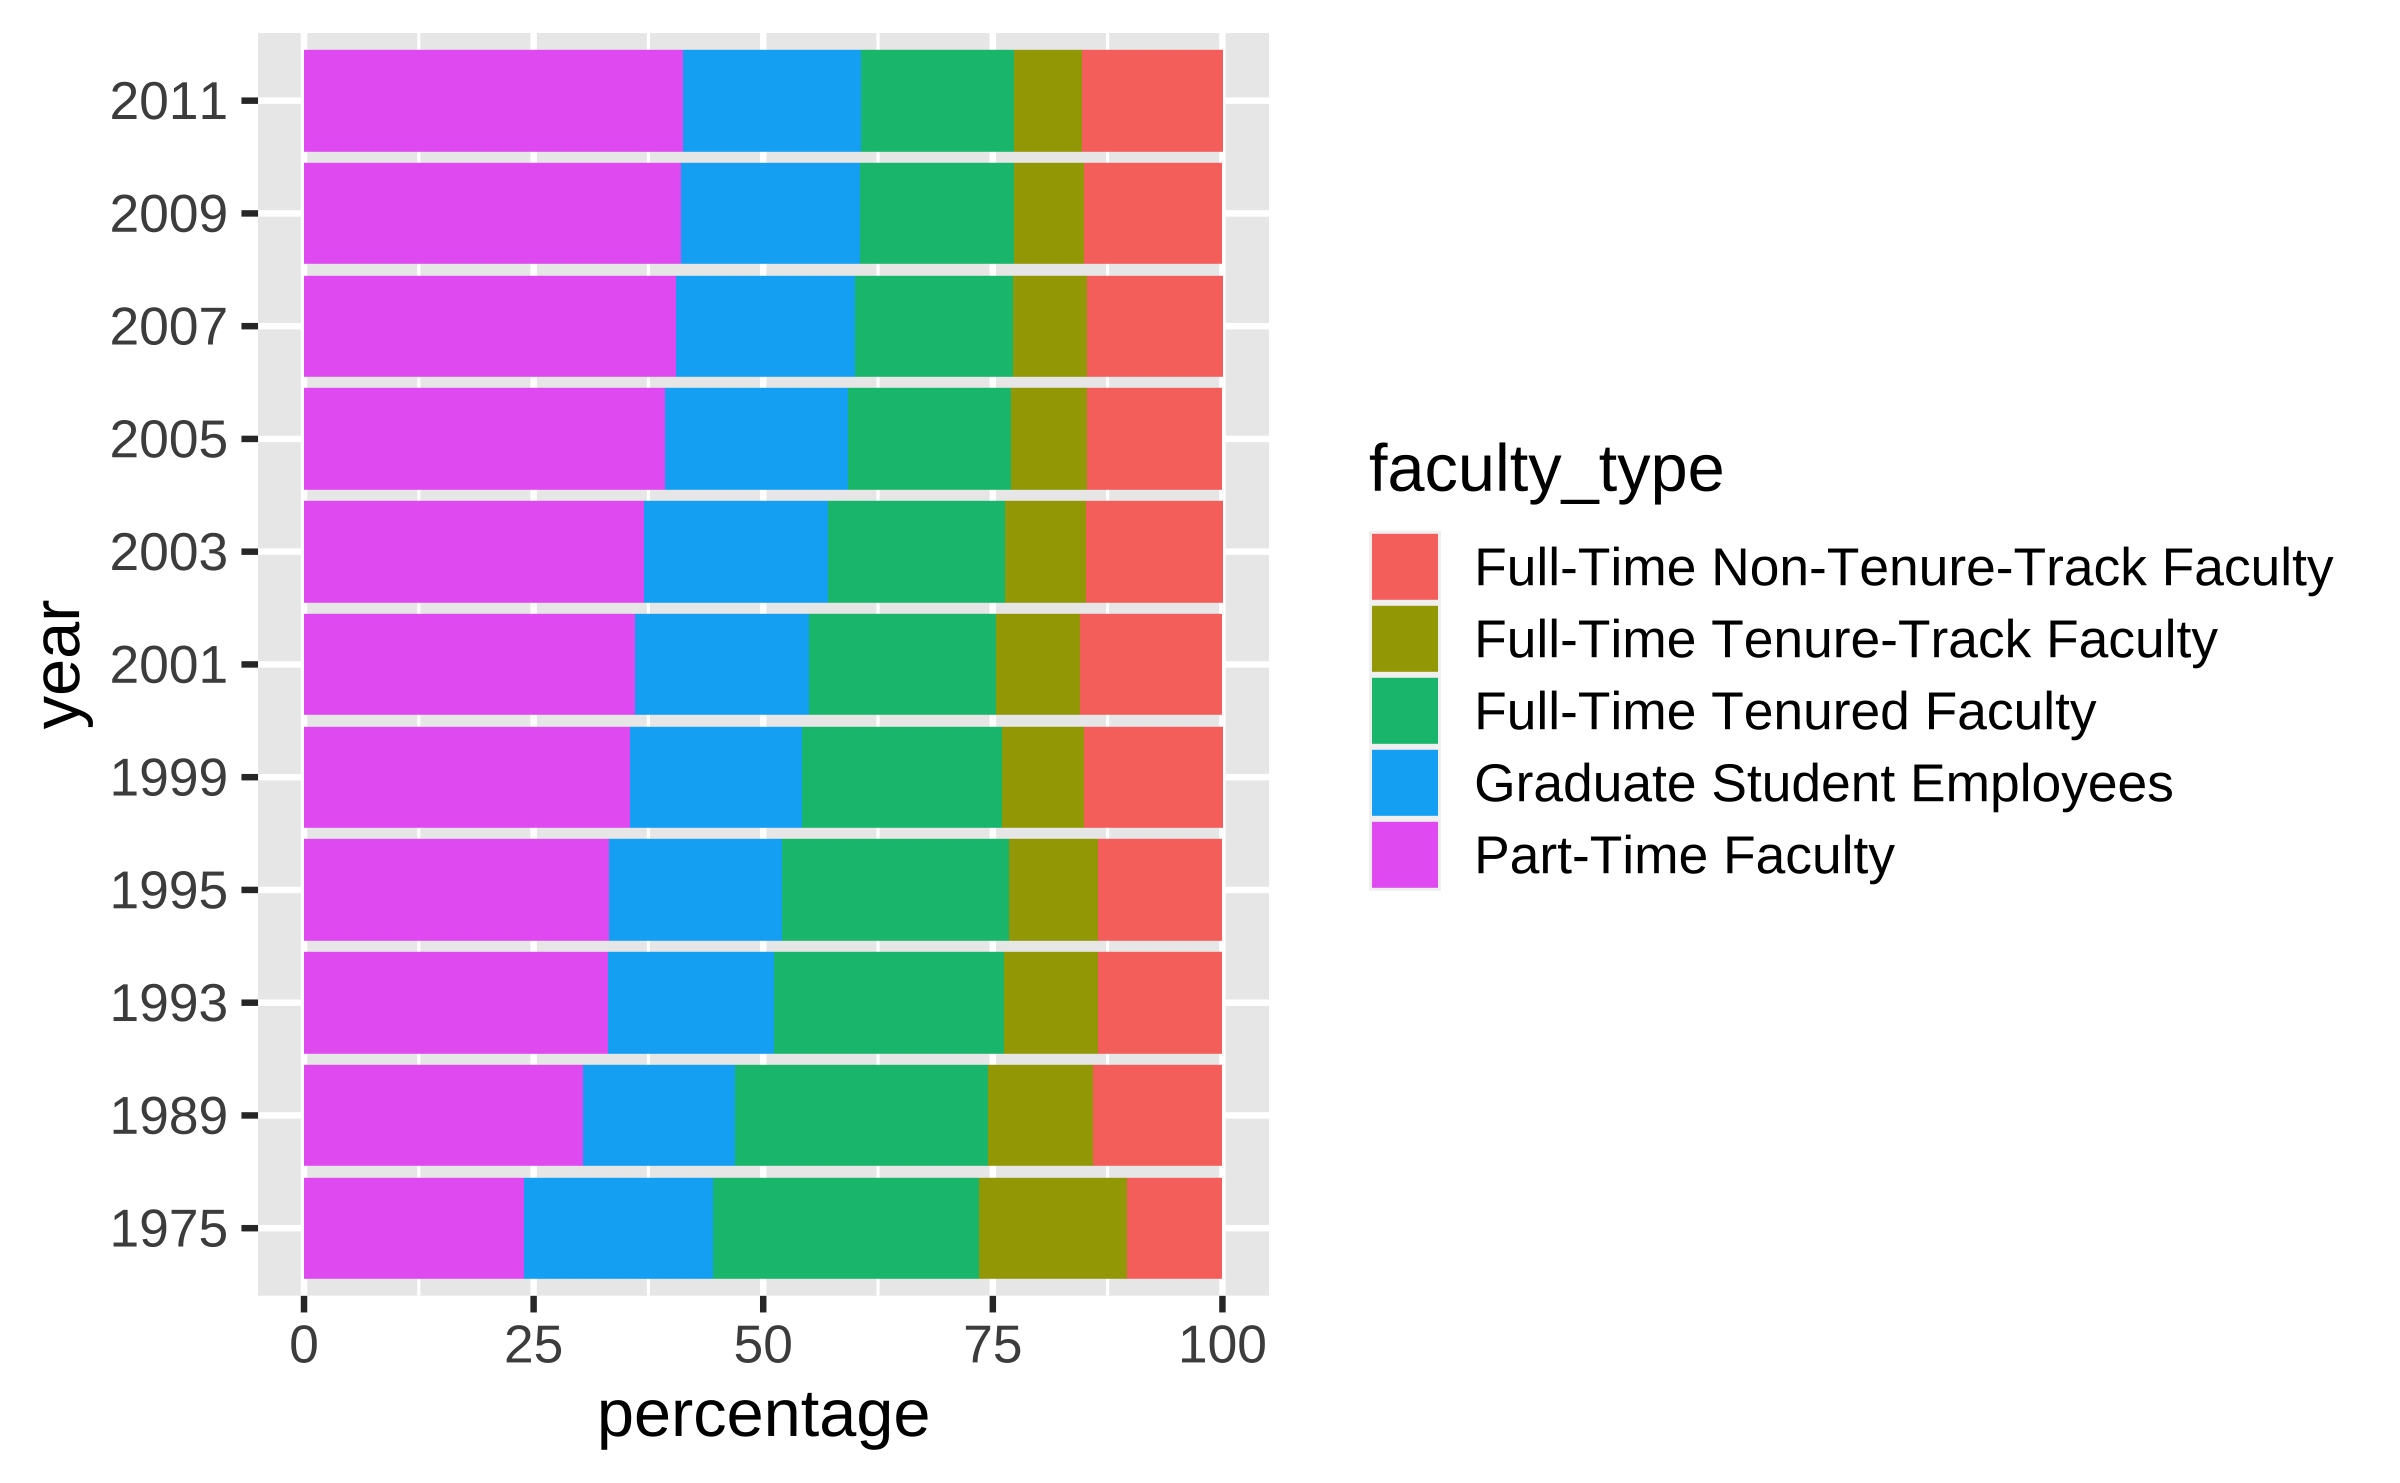 year
2011
2009
2007
2005
2003
2001
1999
1995
1993
1989
1975
0 25 50 75 100
percentage
faculty_type
Full-Time Non-Tenure-Track Faculty
Full-Time Tenure-Track Faculty
Full-Time Tenured Faculty
Graduate Student Employees
Part-Time Faculty